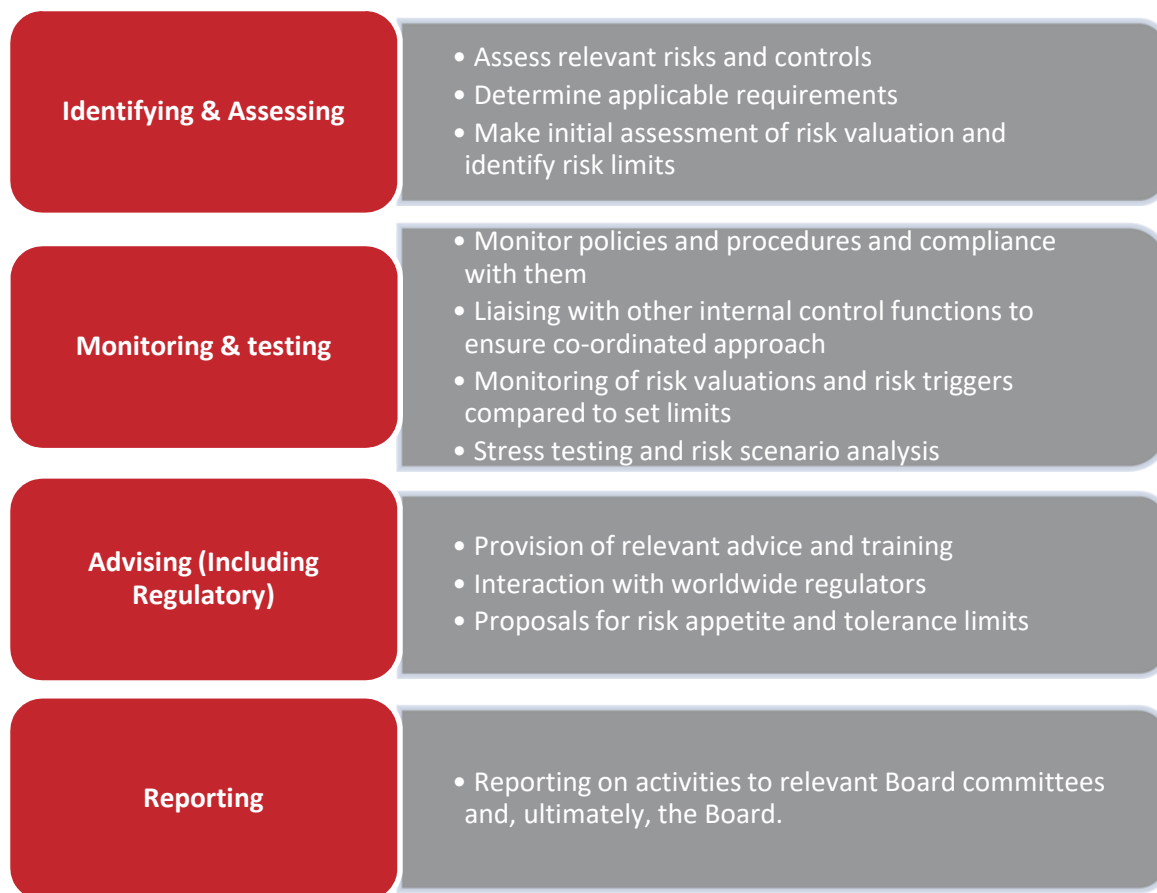 Identifying & Assessing
• Assess relevant risks and controls
• Determine applicable requirements
• Make initial assessment of risk valuation and
identify risk limits
Monitoring & testing
• Monitor policies and procedures and compliance
with them
• Liaising with other internal control functions to
ensure co-ordinated approach
• Monitoring of risk valuations and risk triggers
compared to set limits
• Stress testing and risk scenario analysis
Advising (Including
Regulatory)
• Provision of relevant advice and training
• Interaction with worldwide regulators
• Proposals for risk appetite and tolerance limits
Reporting
• Reporting on activities to relevant Board committees
and, ultimately, the Board.